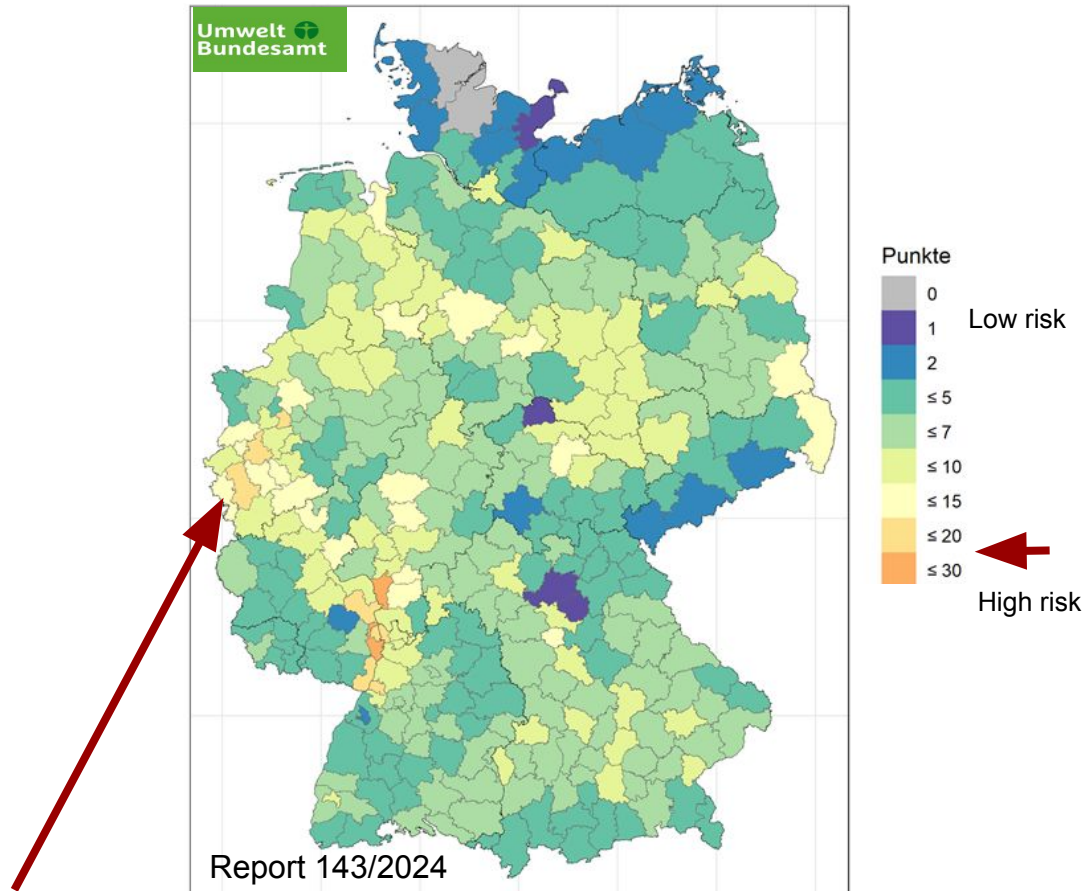 Umwelt
Bundesamt
Punkte
0
1
Low risk
2
≤ 5
≤ 7
≤ 10
≤ 15
≤ 20
≤ 30
High risk
Report 143/2024